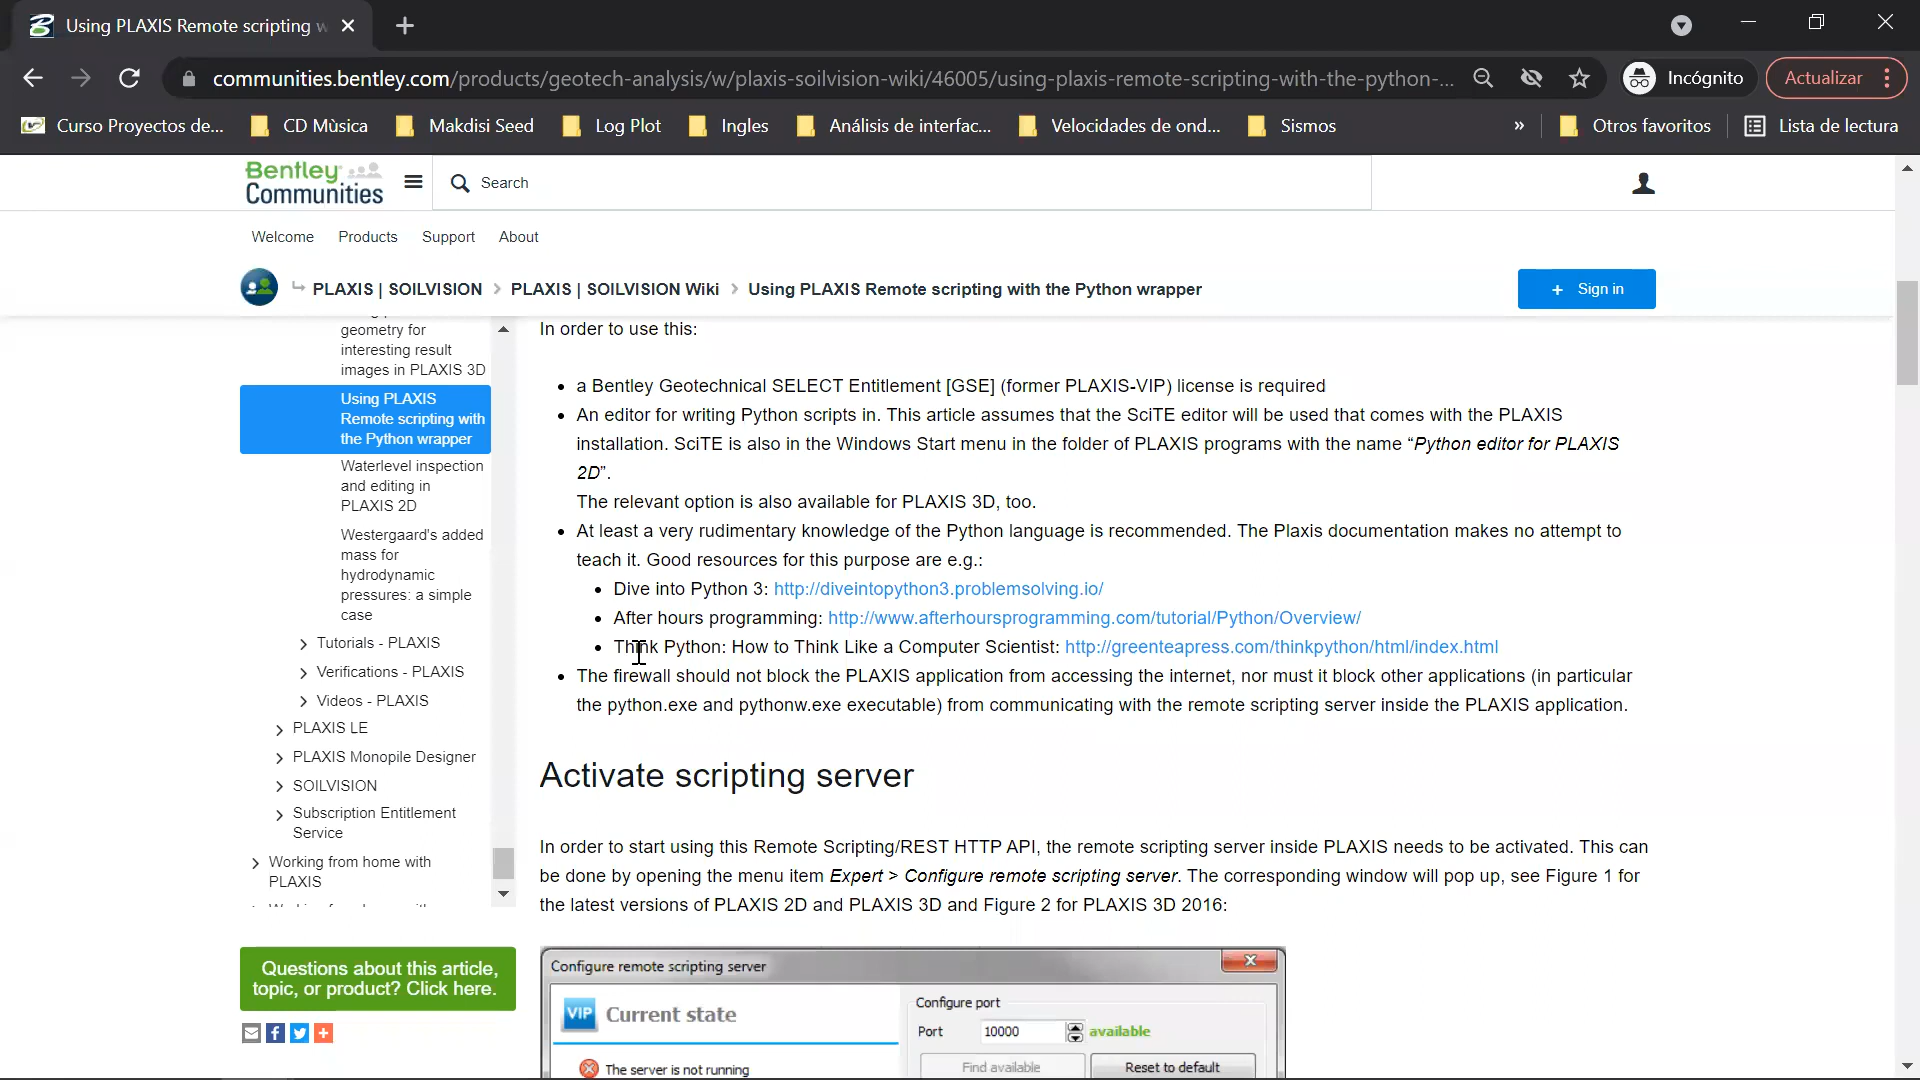 Using PLAXIS Remote scripting w
communities.bentley.com/products/geotech-analysis/w/plaxis-soilvision-wiki/46005/using-plaxis-remote-scripting-with-the-python-...
Incógnito
Actualizar
Curso Proyectos de...
CD Mùsica
Makdisi Seed
Log Plot
Ingles
Análisis de interfac...
Velocidades de ond...
Sismos
»
Otros favoritos
Lista de lectura
Bentley
Communities
Search
Welcome
Products
Support
About
PLAXIS | SOILVISION > PLAXIS | SOILVISION Wiki > Using PLAXIS Remote scripting with the Python wrapper
+ Sign in
geometry for
interesting result
images in PLAXIS 3D
Using PLAXIS
Remote scripting with
the Python wrapper
Waterlevel inspection
and editing in
PLAXIS 2D
Westergaard's added
mass for
hydrodynamic
pressures: a simple
case
Tutorials - PLAXIS
Verifications - PLAXIS
Videos - PLAXIS
PLAXIS LE
PLAXIS Monopile Designer
SOILVISION
Subscription Entitlement
Service
Working from home with
PLAXIS
Questions about this article,
topic, or product? Click here.
In order to use this:
• a Bentley Geotechnical SELECT Entitlement [GSE] (former PLAXIS-VIP) license is required
• An editor for writing Python scripts in. This article assumes that the SciTE editor will be used that comes with the PLAXIS
installation. SciTE is also in the Windows Start menu in the folder of PLAXIS programs with the name “Python editor for PLAXIS
2D”.
The relevant option is also available for PLAXIS 3D, too.
• At least a very rudimentary knowledge of the Python language is recommended. The Plaxis documentation makes no attempt to
teach it. Good resources for this purpose are e.g.:
• Dive into Python 3: http://diveintopython3.problemsolving.io/
• After hours programming: http://www.afterhoursprogramming.com/tutorial/Python/Overview/
• Think Python: How to Think Like a Computer Scientist: http://greenteapress.com/thinkpython/html/index.html
• The firewall should not block the PLAXIS application from accessing the internet, nor must it block other applications (in particular
the python.exe and pythonw.exe executable) from communicating with the remote scripting server inside the PLAXIS application.
Activate scripting server
In order to start using this Remote Scripting/REST HTTP API, the remote scripting server inside PLAXIS needs to be activated. This can
be done by opening the menu item Expert > Configure remote scripting server. The corresponding window will pop up, see Figure 1 for
the latest versions of PLAXIS 2D and PLAXIS 3D and Figure 2 for PLAXIS 3D 2016:
Configure remote scripting server
VIP Current state
The server is not running
Configure port
Port 10000 available
Find available
Reset to default